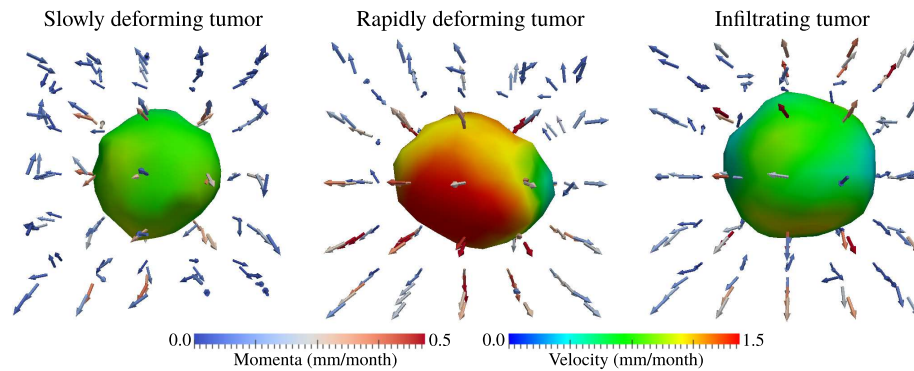 Slowly deforming tumor
Rapidly deforming tumor
Infiltrating tumor
0.0 0.5 0.0 1.5
Momenta (mm/month) Velocity (mm/month)